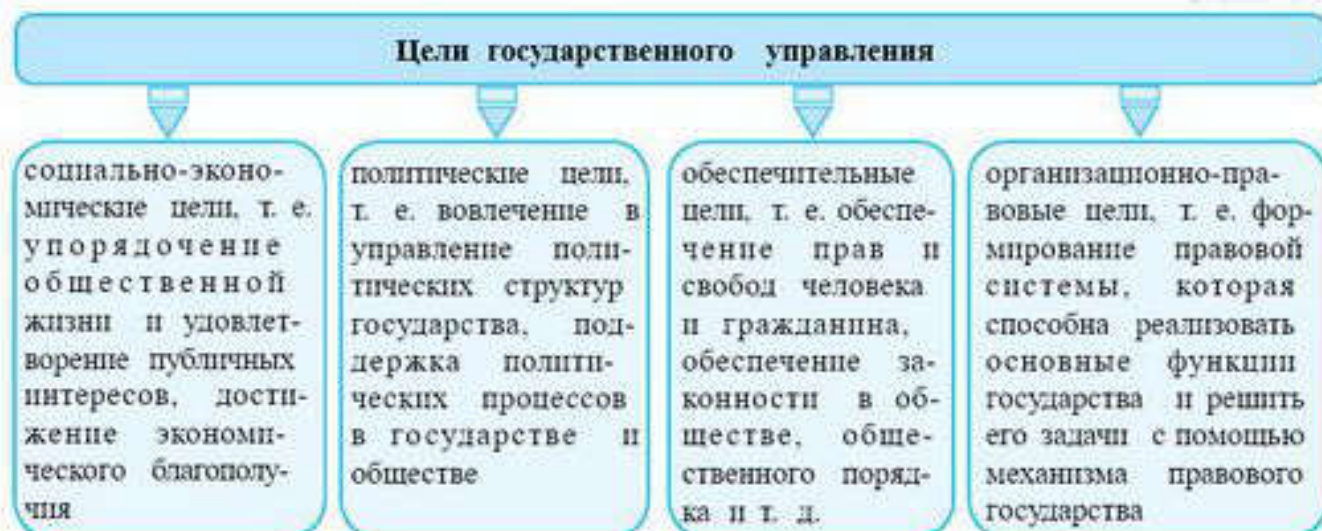 Цели государственного управления
социально-эконо-
мические цели, т. е.
упорядочение
общественной
жизни и удовлет-
ворение публичных
интересов, дости-
жение экономи-
ческого благополу-
чия
политические цели,
т. е. вовлечение в
управление поли-
тических структур
государства, под-
держка полити-
ческих процессов
в государстве и
обществе
обеспечительные
цели, т. е. обеспе-
чение прав и
свобод человека
и гражданина,
обеспечение за-
конности в об-
ществе, обще-
ственного поряд-
ка и т. д.
организационно-пра-
вовые цели, т. е. фор-
мирование правовой
системы, которая
способна реализовать
основные функции
государства и решить
его задачи с помощью
механизма правового
государства